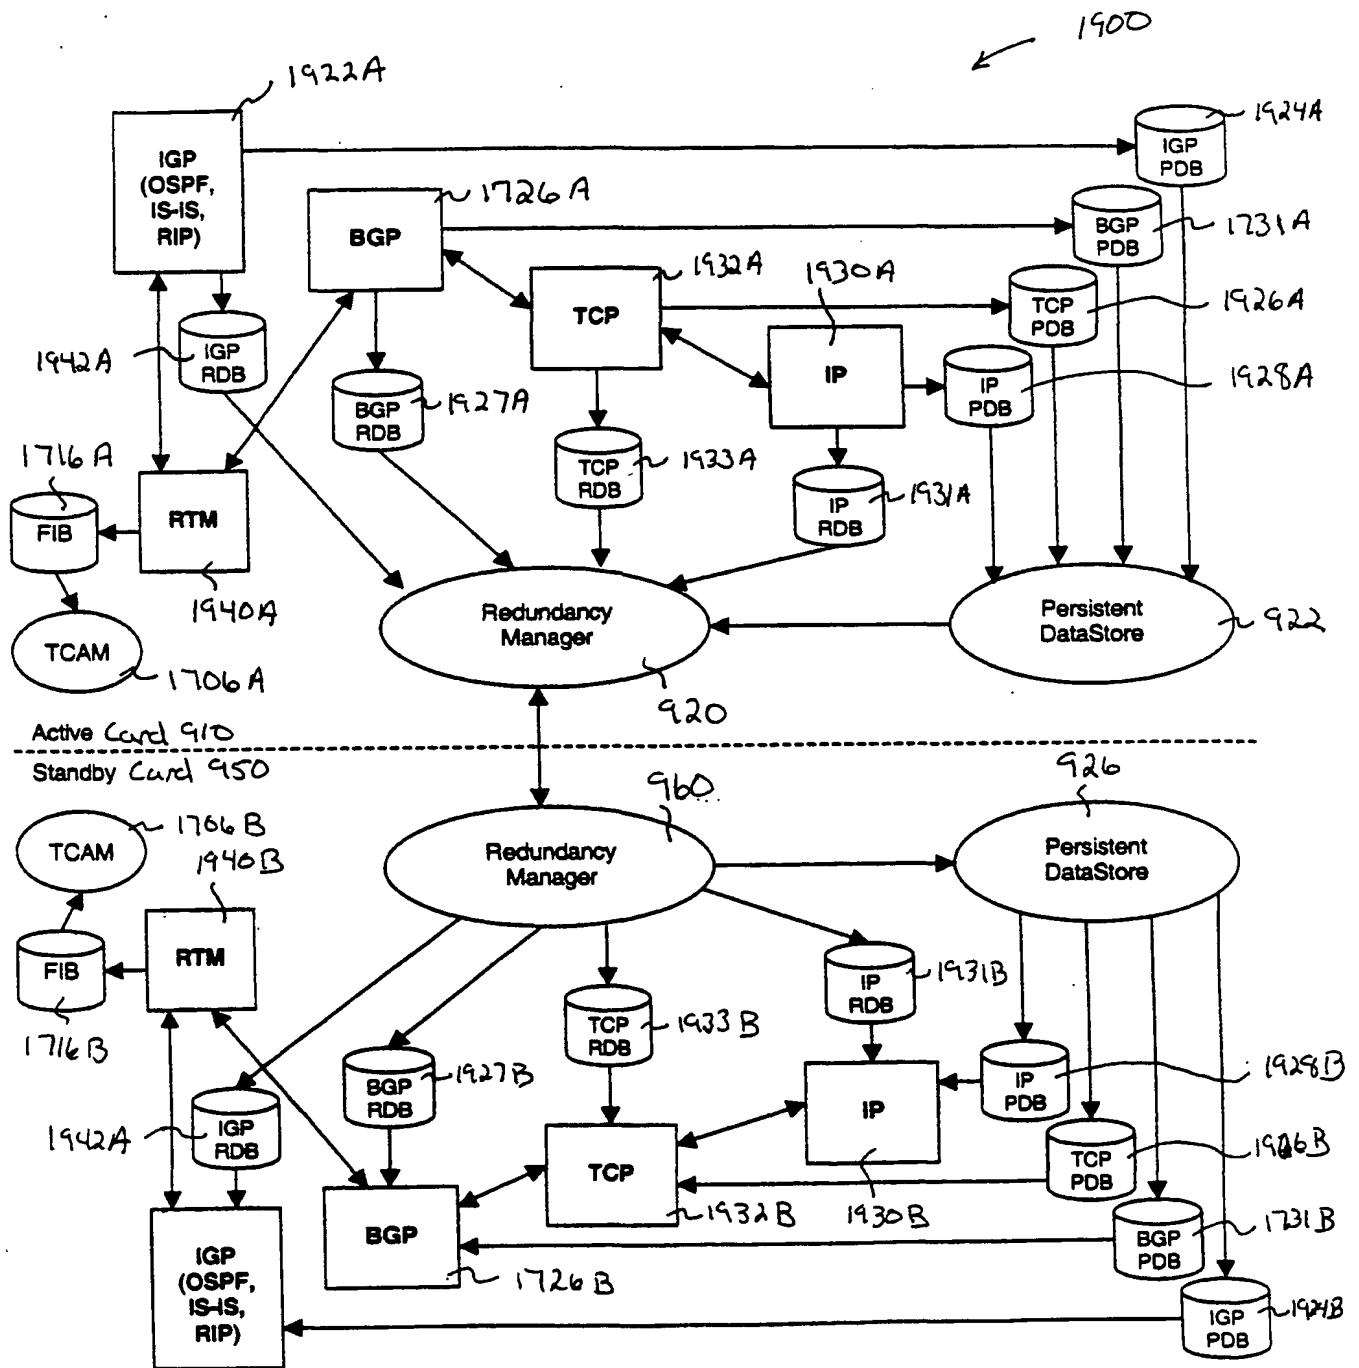 1900
1922A
1924A
IGP
(OSPF,
IS-IS,
RIP)
IGP
PDB
1726A
BGP
BGP
PDB
1731A
1932A
1930A
TCP
TCP
PDB
1926A
1942A
IGP
RDB
IP
IP
PDB
1928A
BGP
RDB
1927A
1716A
TCP
RDB
1933A
IP
RDB
1931A
FIB
RTM
1940A
Redundancy
Manager
Persistent
DataStore
922
TCAM
1706A
920
Active Card 910
Standby Card 950
960
926
1706B
TCAM
1940B
Redundancy
Manager
Persistent
DataStore
FIB
RTM
IP
RDB
1931B
1716B
TCP
RDB
1933B
BGP
RDB
1927B
IP
PDB
1928B
1942A
IGP
RDB
IP
TCP
TCP
PDB
1926B
1932B
1930B
BGP
BGP
PDB
1731B
1726B
IGP
(OSPF,
IS-IS,
RIP)
IGP
PDB
1924B